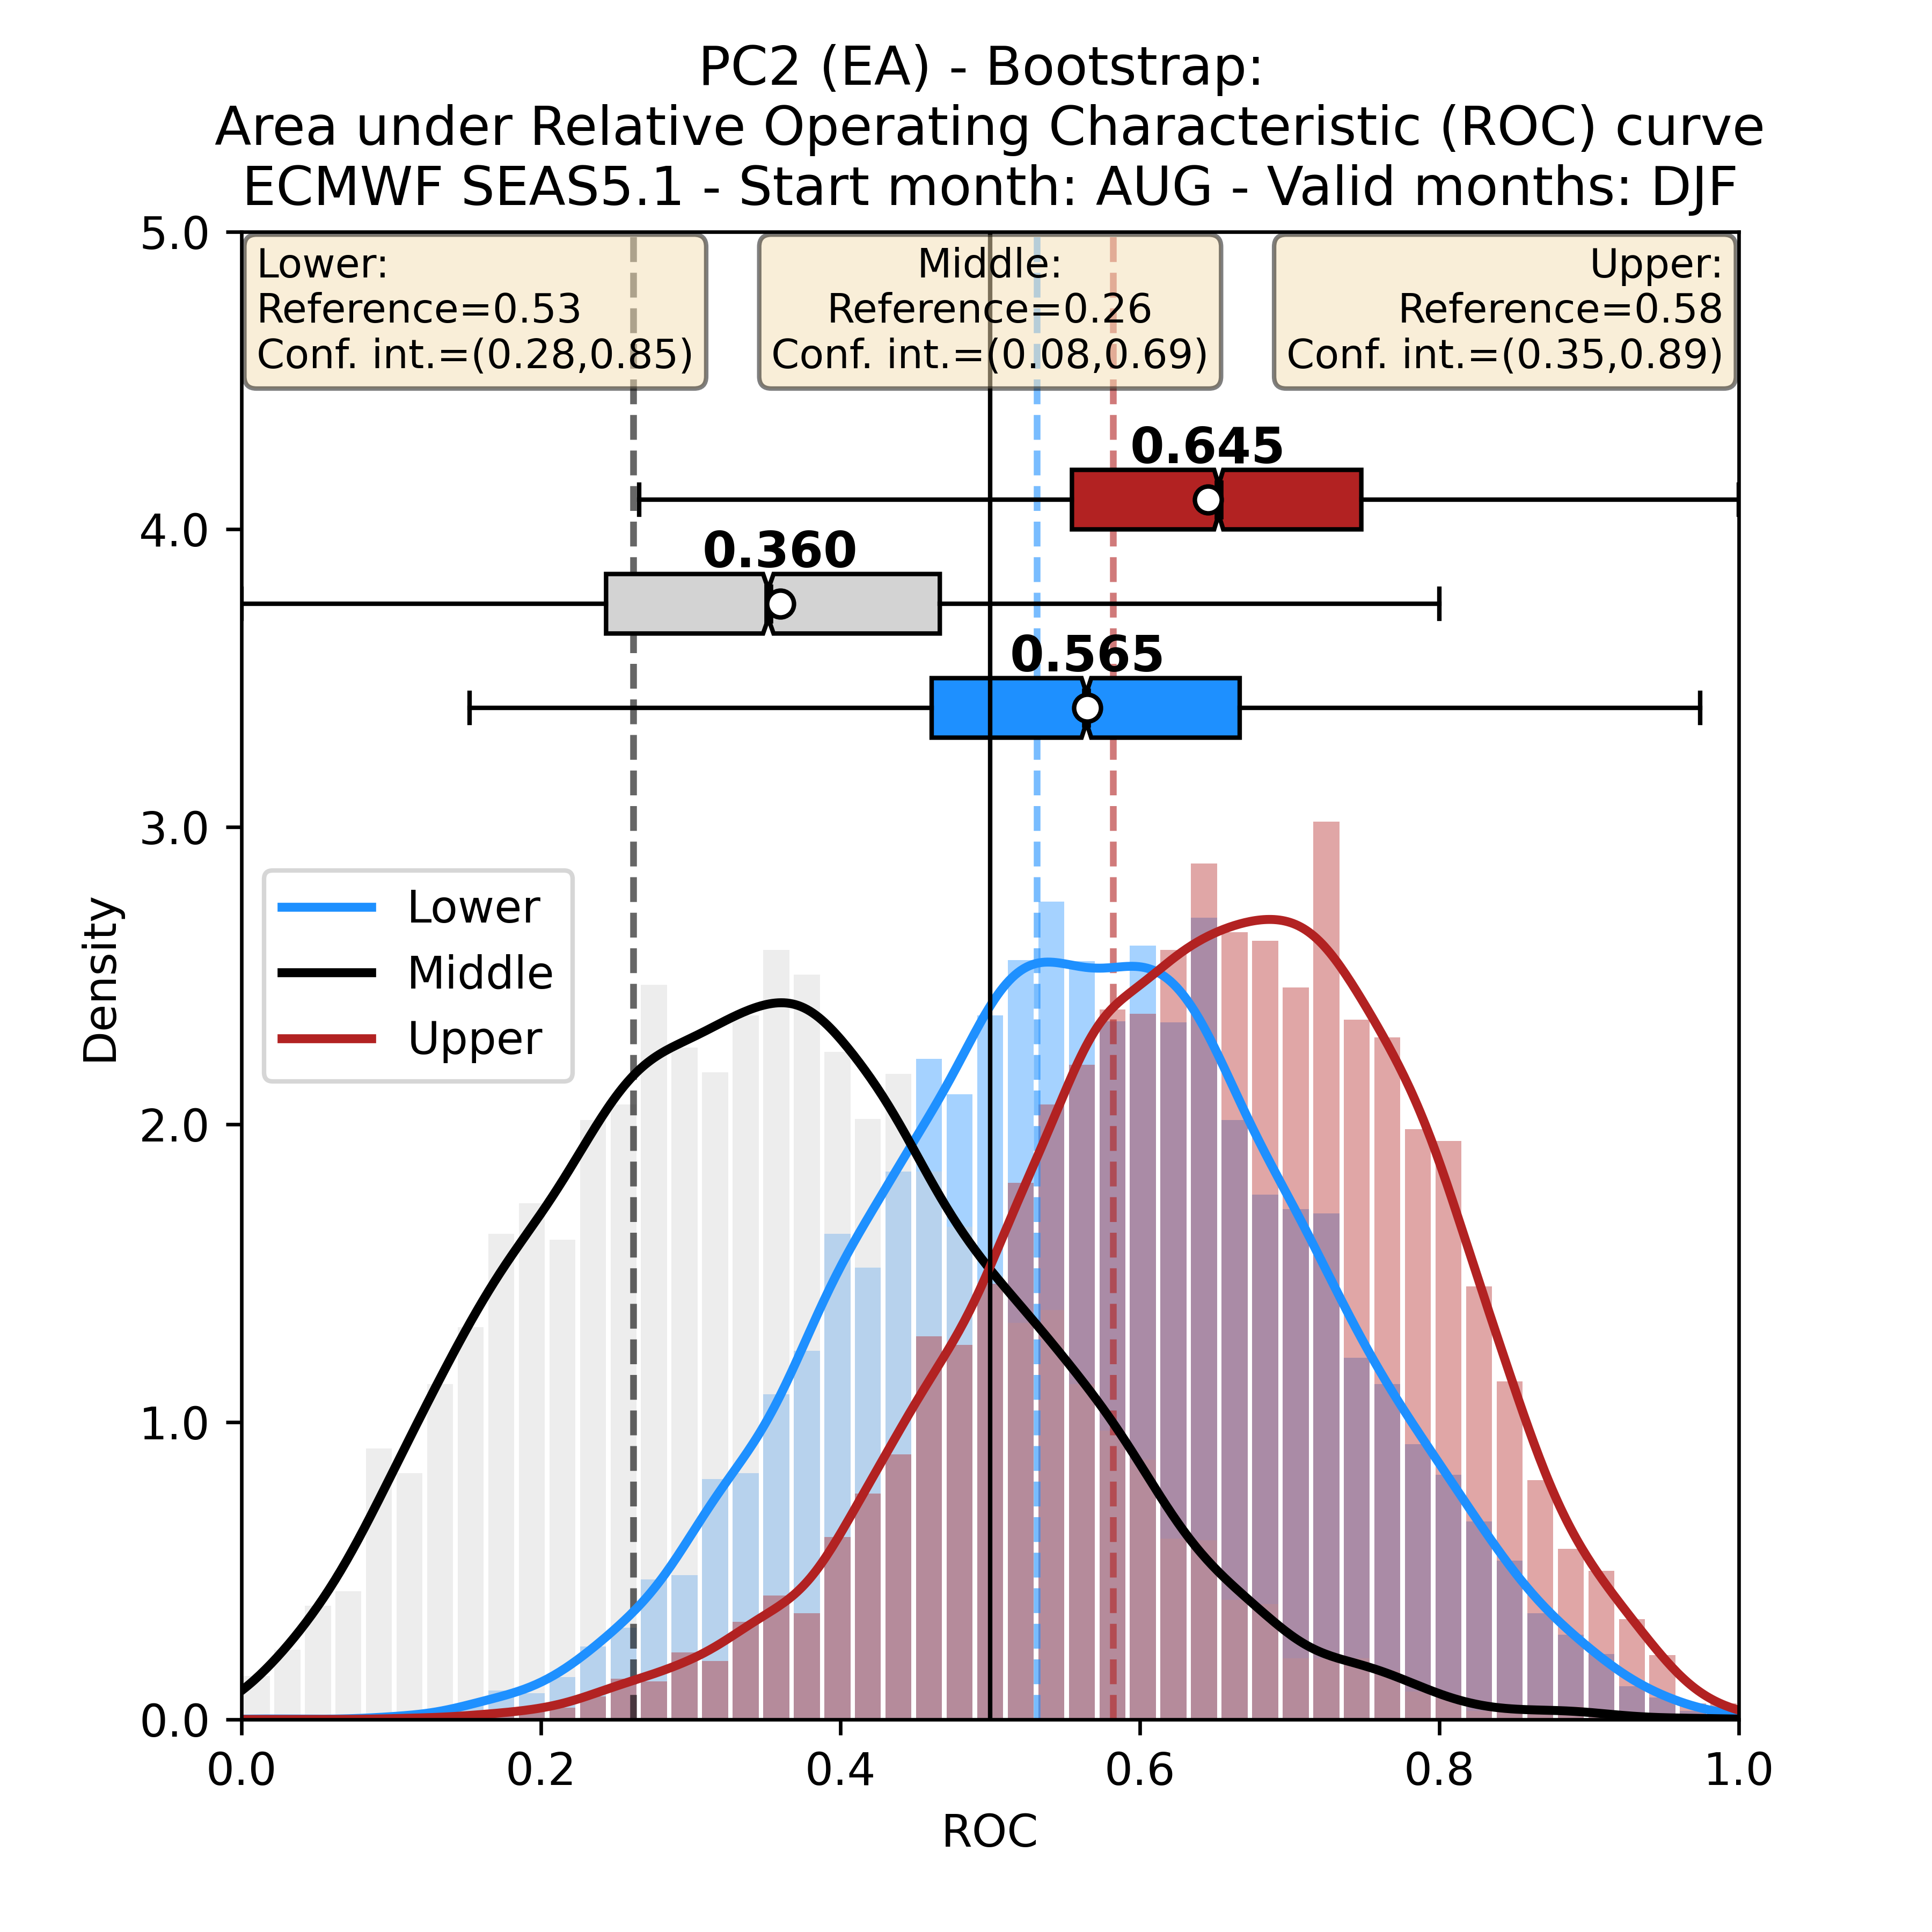 PC2 (EA) - Bootstrap:
Area under Relative Operating Characteristic (ROC) curve
ECMWF SEAS5.1 - Start month: AUG - Valid months: DJF
Lower:
Reference=0.53
Conf. int.=(0.28,0.85)
Middle:
Reference=0.26
Conf. int.=(0.08,0.69)
Upper:
Reference=0.58
Conf. int.=(0.35,0.89)
0.645
0.360
0.565
Lower
Middle
Upper
Density
5.0
4.0
3.0
2.0
1.0
0.0
0.0
0.2
0.4
0.6
0.8
1.0
ROC